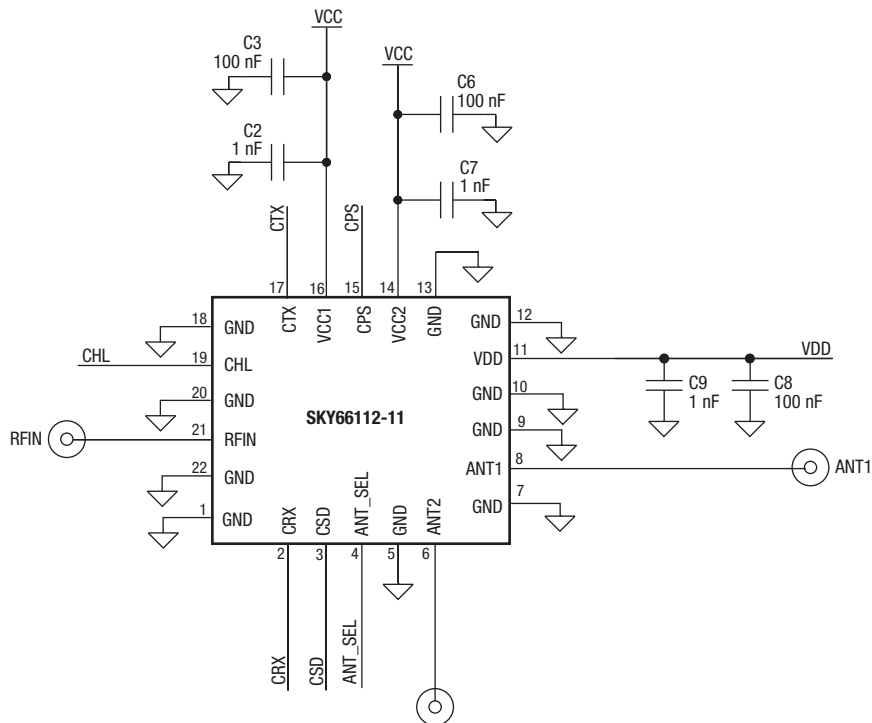 VCC
C3
100 nF
VCC
C6
100 nF
C2
1 nF
C7
1 nF
CTX
CPS
17
16
15
14
13
CTX
VCC1
CPS
VCC2
GND
18
GND
GND
12
CHL
19
CHL
VDD
11
VDD
20
GND
GND
10
C9
1 nF
C8
100 nF
SKY66112-11
RFIN
21
RFIN
GND
9
22
GND
ANT1
8
ANT1
1
GND
GND
7
CRX
CSD
ANT_SEL
GND
ANT2
2
3
4
5
6
CRX
CSD
ANT_SEL